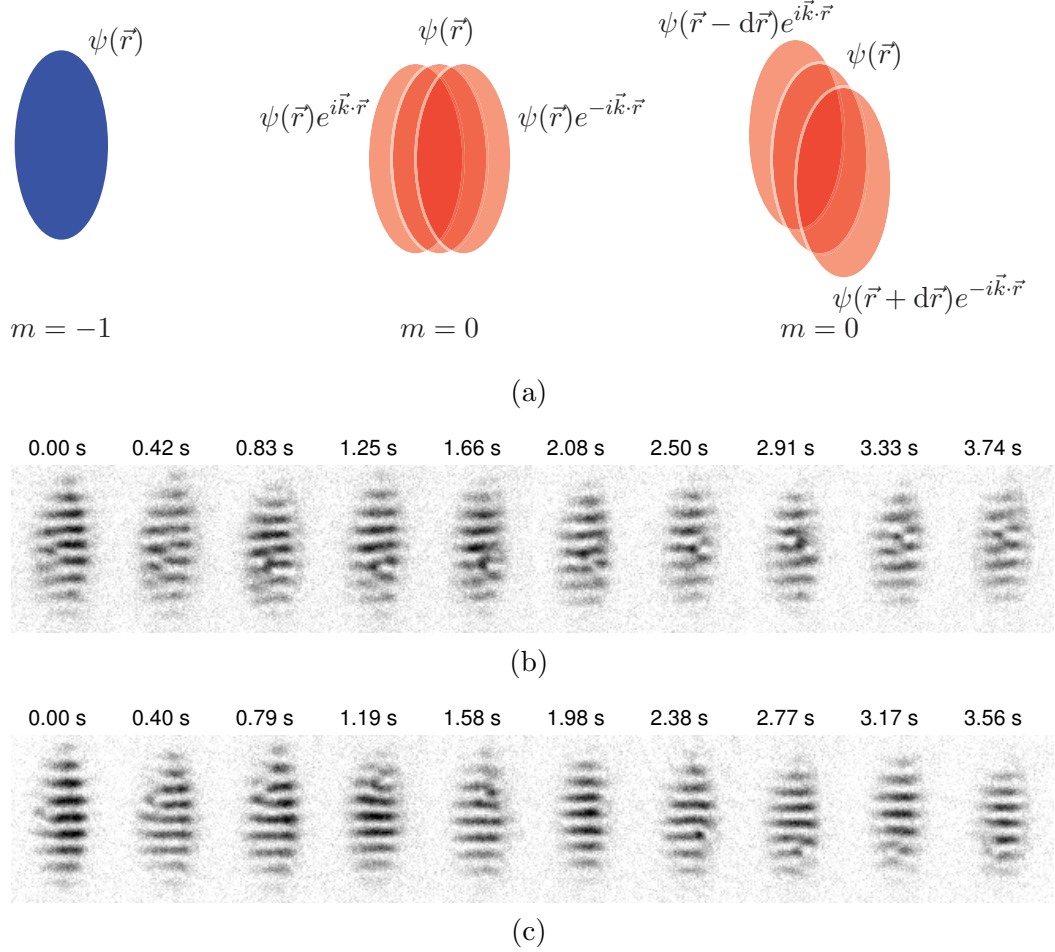 ψ(r⃗)
ψ(r⃗)
ψ(r⃗ − dr⃗)e^{ik⃗·r⃗}
ψ(r⃗)
ψ(r⃗)e^{ik⃗·r⃗}
ψ(r⃗)e^{−ik⃗·r⃗}
ψ(r⃗ + dr⃗)e^{−ik⃗·r⃗}
m = −1
m = 0
m = 0
(a)
0.00 s 0.42 s 0.83 s 1.25 s 1.66 s 2.08 s 2.50 s 2.91 s 3.33 s 3.74 s
(b)
0.00 s 0.40 s 0.79 s 1.19 s 1.58 s 1.98 s 2.38 s 2.77 s 3.17 s 3.56 s
(c)